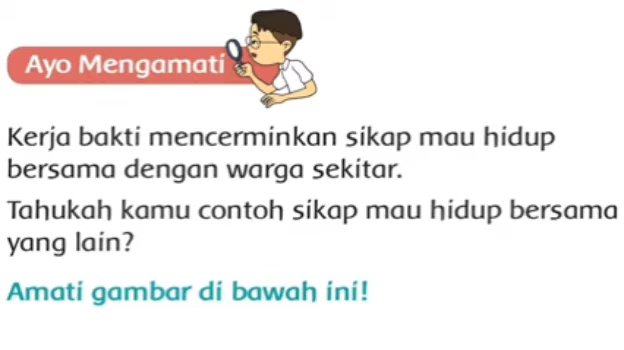 Ayo Mengamati
Kerja bakti mencerminkan sikap mau hidup
bersama dengan warga sekitar.
Tahukah kamu contoh sikap mau hidup bersama
yang lain?
Amati gambar di bawah ini!